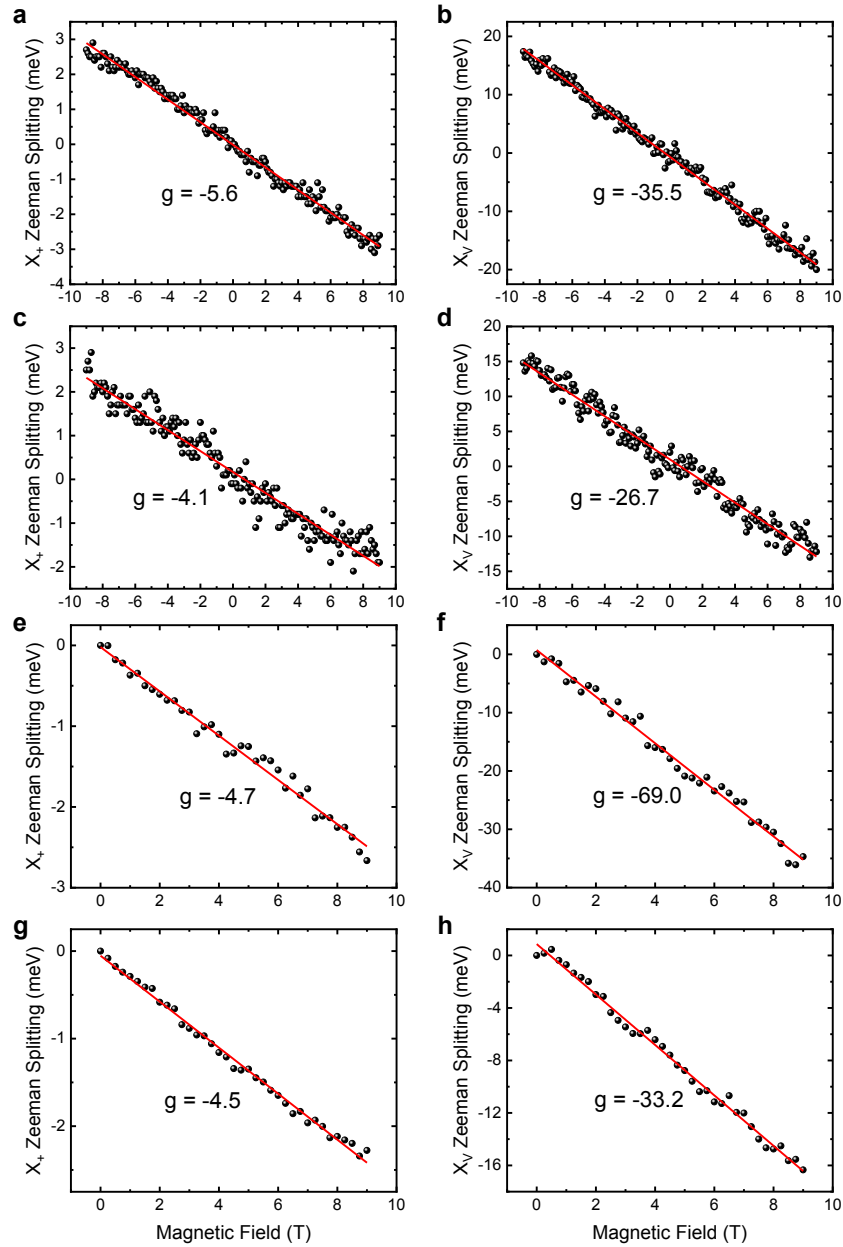 a
X+ Zeeman Splitting (meV)
3
2
1
0
-1
-2
-3
-4
g = -5.6
-10 -8 -6 -4 -2 0 2 4 6 8 10
b
XV Zeeman Splitting (meV)
20
10
0
-10
-20
g = -35.5
-10 -8 -6 -4 -2 0 2 4 6 8 10
c
X+ Zeeman Splitting (meV)
3
2
1
0
-1
-2
g = -4.1
-10 -8 -6 -4 -2 0 2 4 6 8 10
d
XV Zeeman Splitting (meV)
20
15
10
5
0
-5
-10
-15
g = -26.7
-10 -8 -6 -4 -2 0 2 4 6 8 10
e
X+ Zeeman Splitting (meV)
0
-1
-2
-3
g = -4.7
0 2 4 6 8 10
f
XV Zeeman Splitting (meV)
0
-10
-20
-30
-40
g = -69.0
0 2 4 6 8 10
g
X+ Zeeman Splitting (meV)
0
-1
-2
g = -4.5
0 2 4 6 8 10
Magnetic Field (T)
h
XV Zeeman Splitting (meV)
0
-4
-8
-12
-16
g = -33.2
0 2 4 6 8 10
Magnetic Field (T)